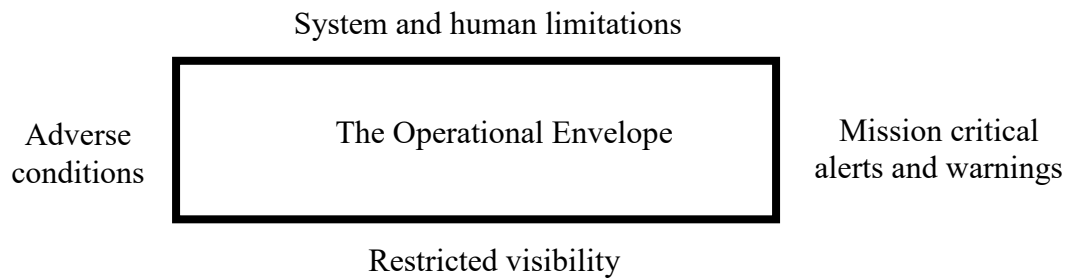 System and human limitations
Adverse
conditions
The Operational Envelope
Mission critical
alerts and warnings
Restricted visibility